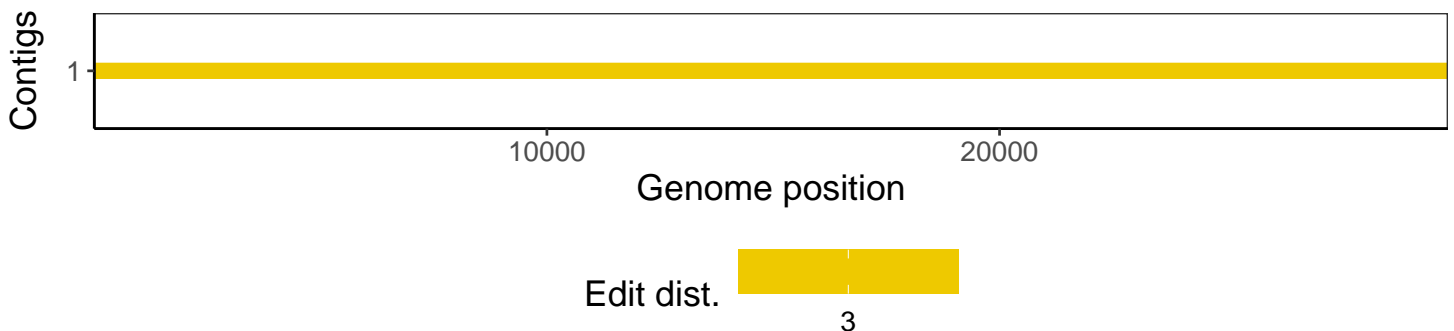 Contigs
1
10000
20000
Genome position
Edit dist.
3